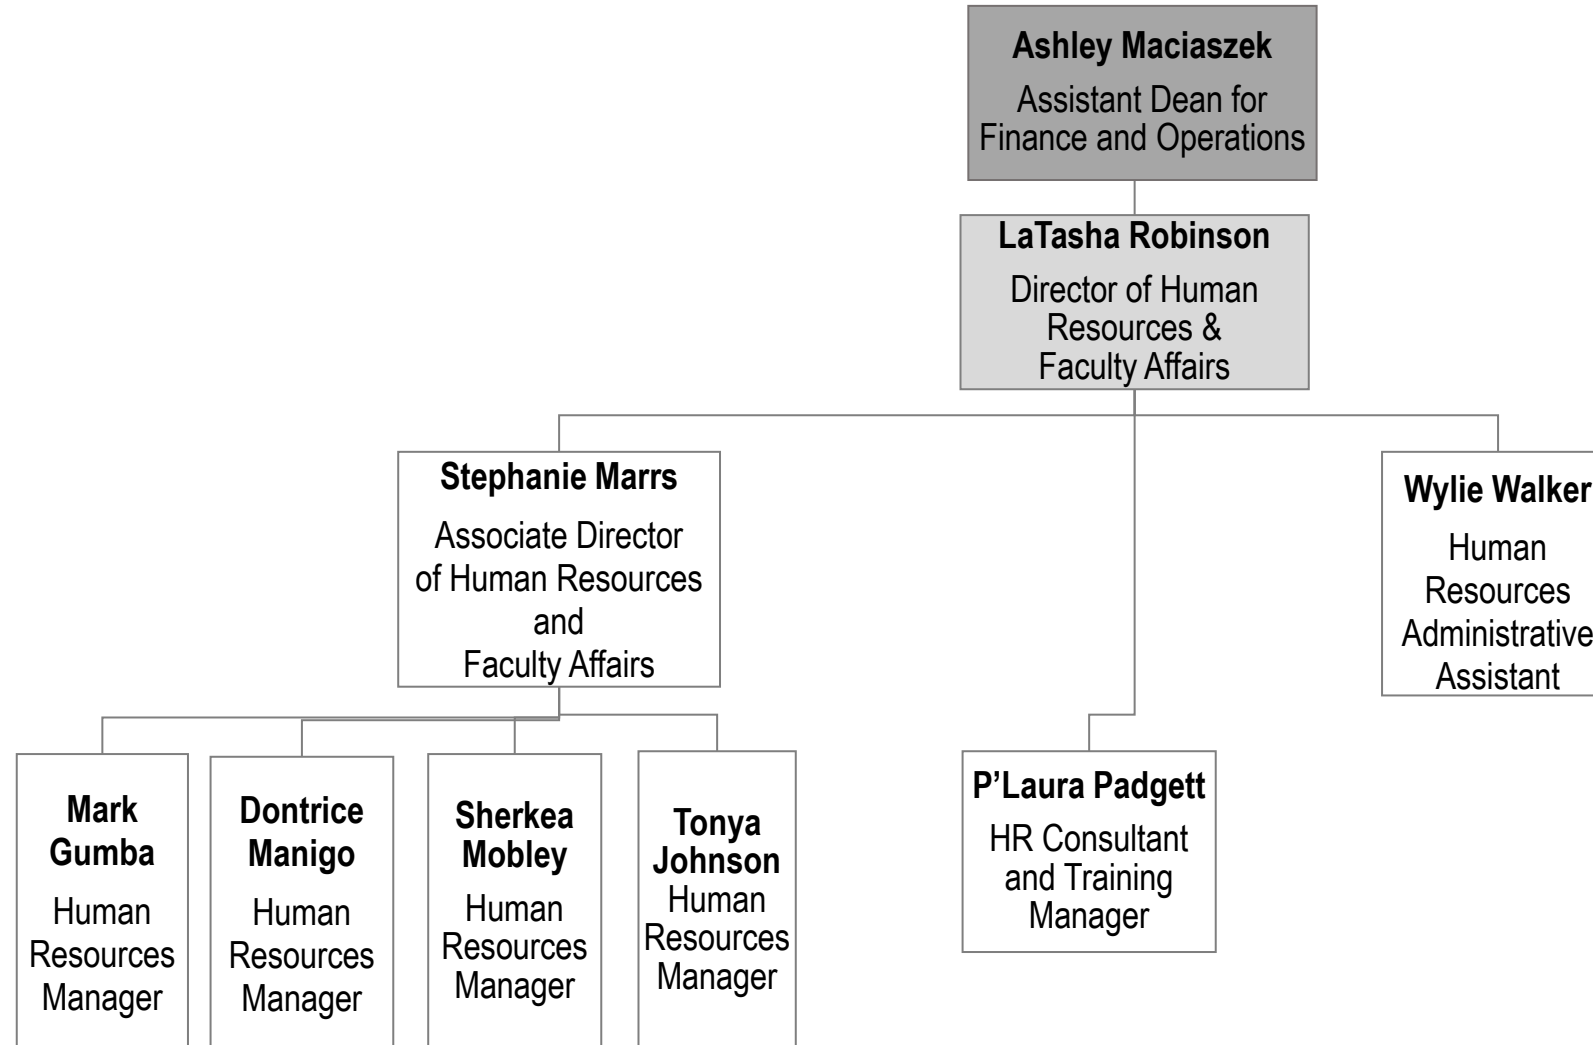 Ashley Maciaszek
Assistant Dean for
Finance and Operations
LaTasha Robinson
Director of Human
Resources &
Faculty Affairs
Stephanie Marrs
Associate Director
of Human Resources
and
Faculty Affairs
Wylie Walker
Human
Resources
Administrative
Assistant
Mark
Gumba
Human
Resources
Manager
Dontrice
Manigo
Human
Resources
Manager
Sherkea
Mobley
Human
Resources
Manager
Tonya
Johnson
Human
Resources
Manager
P’Laura Padgett
HR Consultant
and Training
Manager